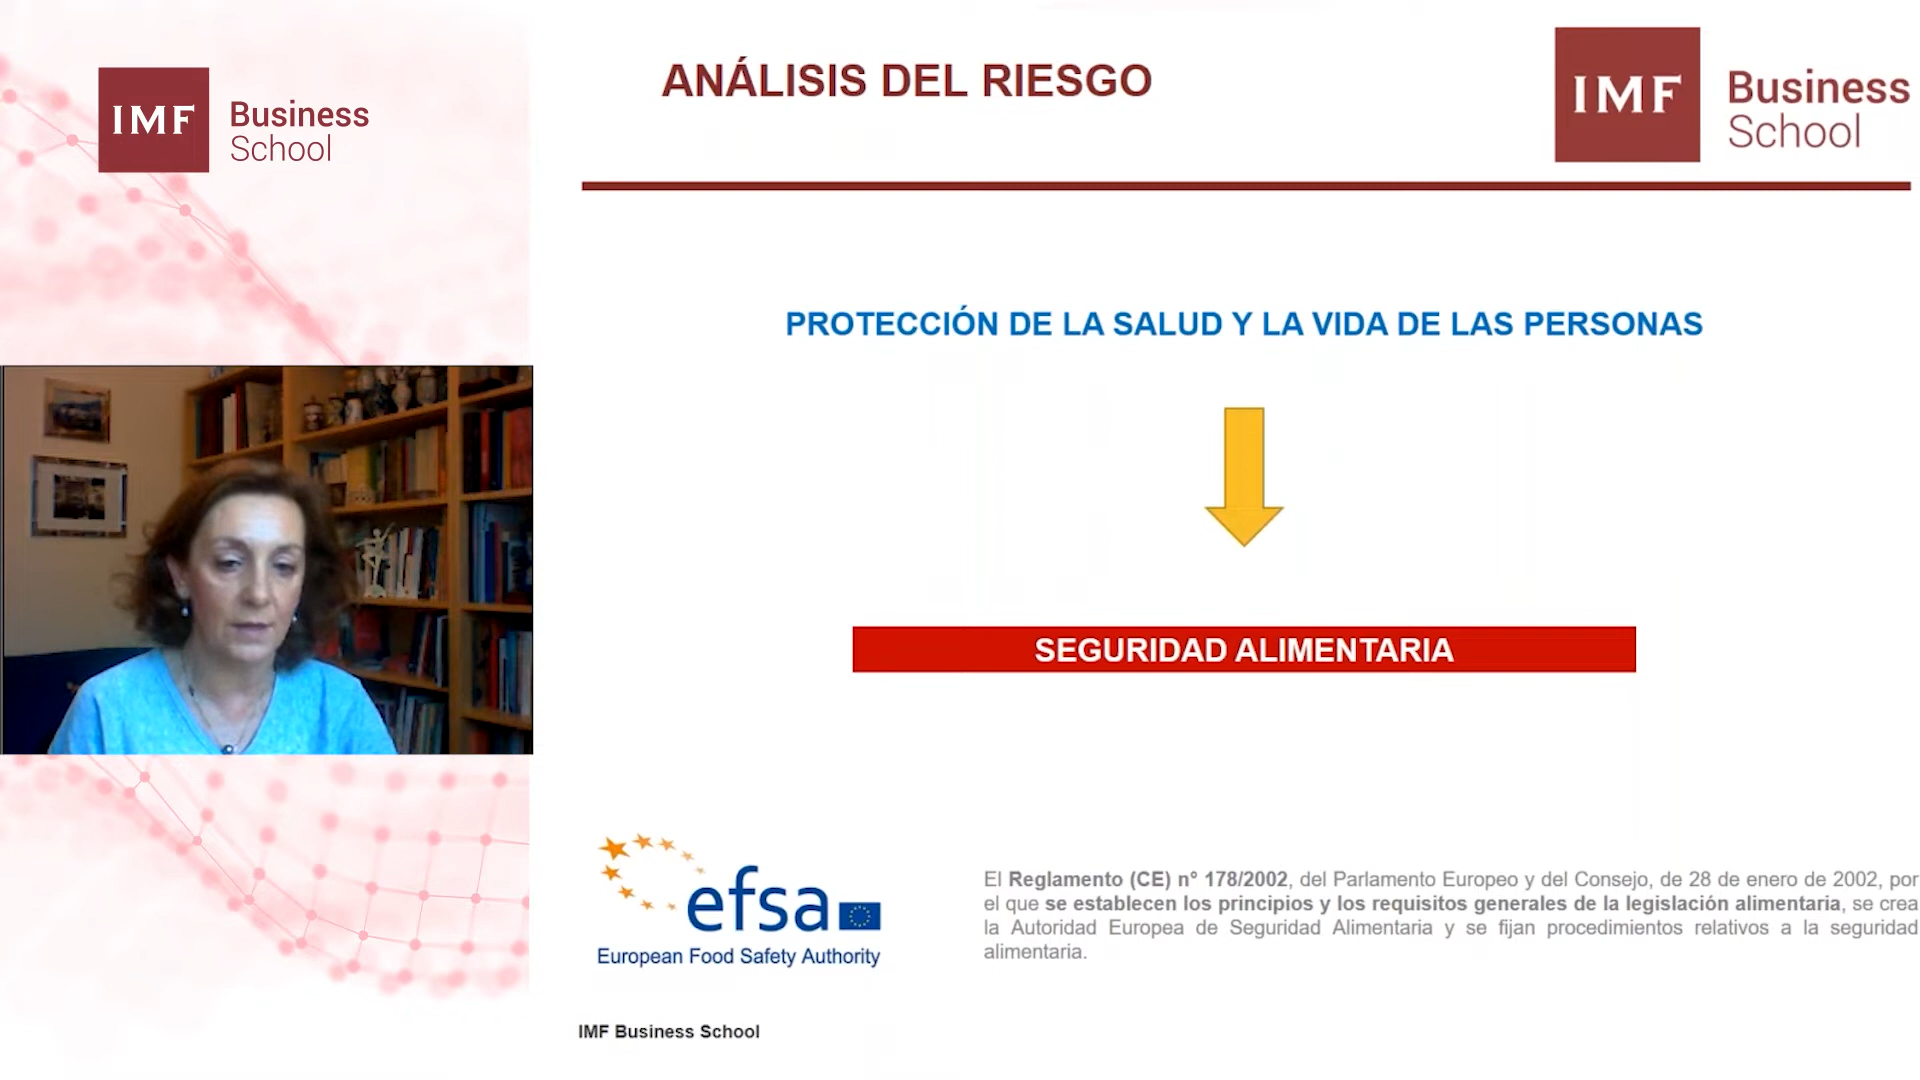 IMF Business
School
ANÁLISIS DEL RIESGO
IMF Business
School
PROTECCIÓN DE LA SALUD Y LA VIDA DE LAS PERSONAS
SEGURIDAD ALIMENTARIA
efsa
European Food Safety Authority
El Reglamento (CE) nº 178/2002, del Parlamento Europeo y del Consejo, de 28 de enero de 2002, por
el que se establecen los principios y los requisitos generales de la legislación alimentaria, se crea
la Autoridad Europea de Seguridad Alimentaria y se fijan procedimientos relativos a la seguridad
alimentaria.
IMF Business School